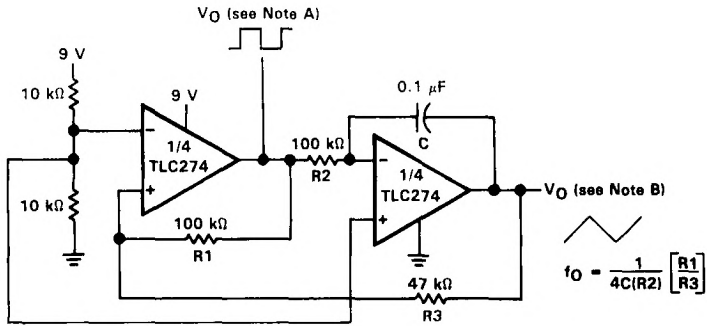 VO (see Note A)
9 V
10 kΩ
9 V
0.1 μF
−
1/4
TLC274
+
100 kΩ
R2
C
−
1/4
TLC274
+
VO (see Note B)
10 kΩ
100 kΩ
R1
47 kΩ
R3
fO = 1 / 4C(R2) [R1 / R3]